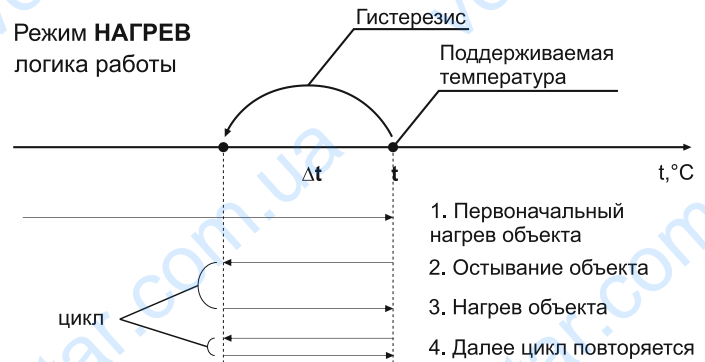 Режим НАГРЕВ
логика работы
Гистерезис
Поддерживаемая
температура
Δt
t
t,°C
1. Первоначальный
нагрев объекта
2. Остывание объекта
3. Нагрев объекта
цикл
4. Далее цикл повторяется